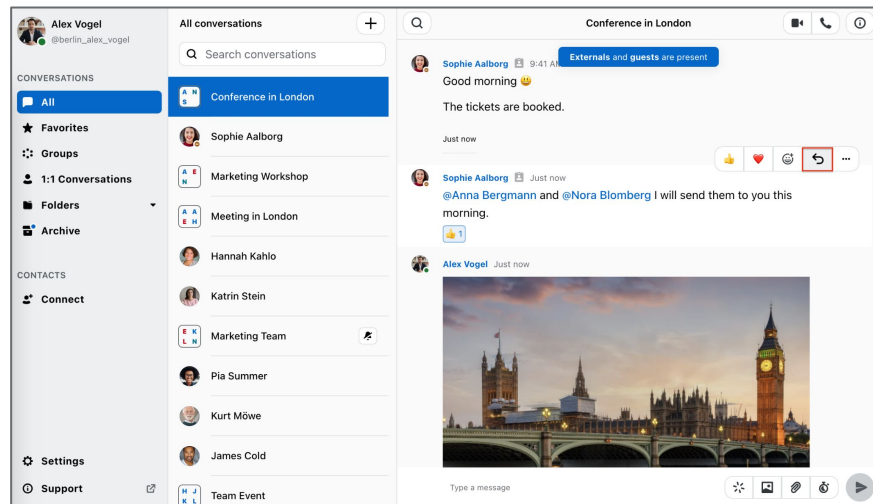 Alex Vogel
@berlin_alex_vogel
CONVERSATIONS
All
Favorites
Groups
1:1 Conversations
Folders
Archive
CONTACTS
Connect
Settings
Support
All conversations
Search conversations
A N
S
Conference in London
Sophie Aalborg
A E
N
Marketing Workshop
A A
E H
Meeting in London
Hannah Kahlo
Katrin Stein
E K
L N
Marketing Team
Pia Summer
Kurt Möwe
James Cold
H J
K L
Team Event
Conference in London
Externals and guests are present
Sophie Aalborg 9:41 AM
Good morning 😃
The tickets are booked.
Just now
Sophie Aalborg Just now
@Anna Bergmann and @Nora Blomberg I will send them to you this
morning.
👍 1
Alex Vogel Just now
Type a message